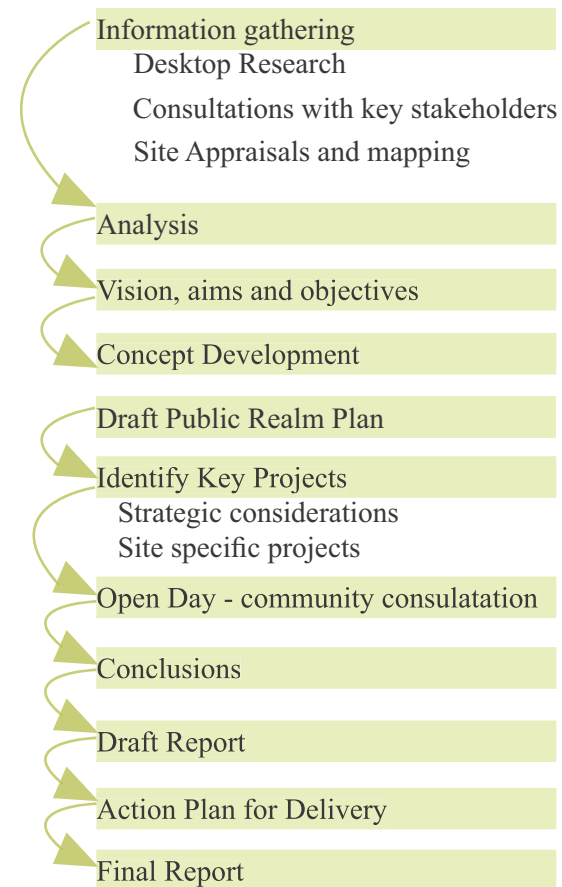 Information gathering
Desktop Research
Consultations with key stakeholders
Site Appraisals and mapping
Analysis
Vision, aims and objectives
Concept Development
Draft Public Realm Plan
Identify Key Projects
Strategic considerations
Site specific projects
Open Day - community consulatation
Conclusions
Draft Report
Action Plan for Delivery
Final Report